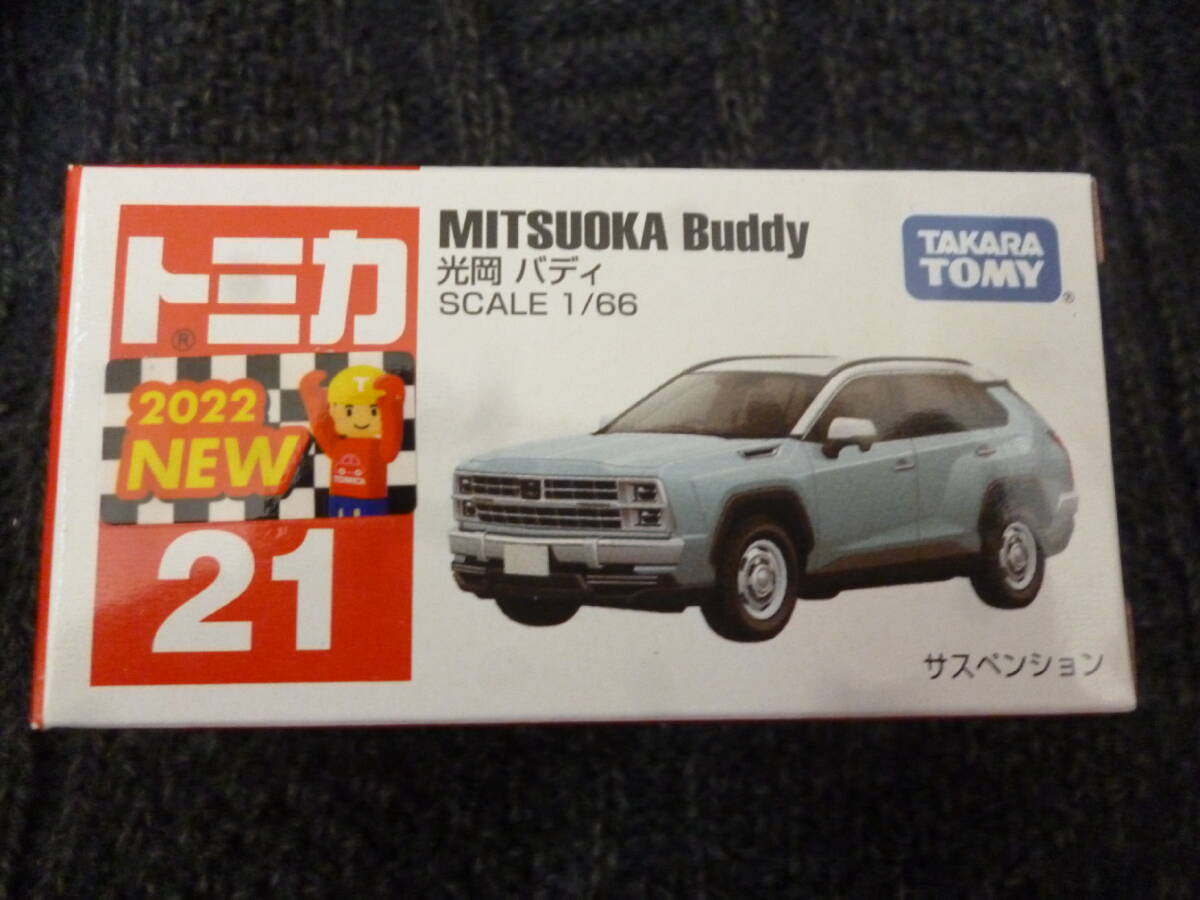 トミカ
®
2022
NEW
T
TOMICA
21
MITSUOKA Buddy
光岡 バディ
SCALE 1/66
TAKARA
TOMY
®
サスペンション